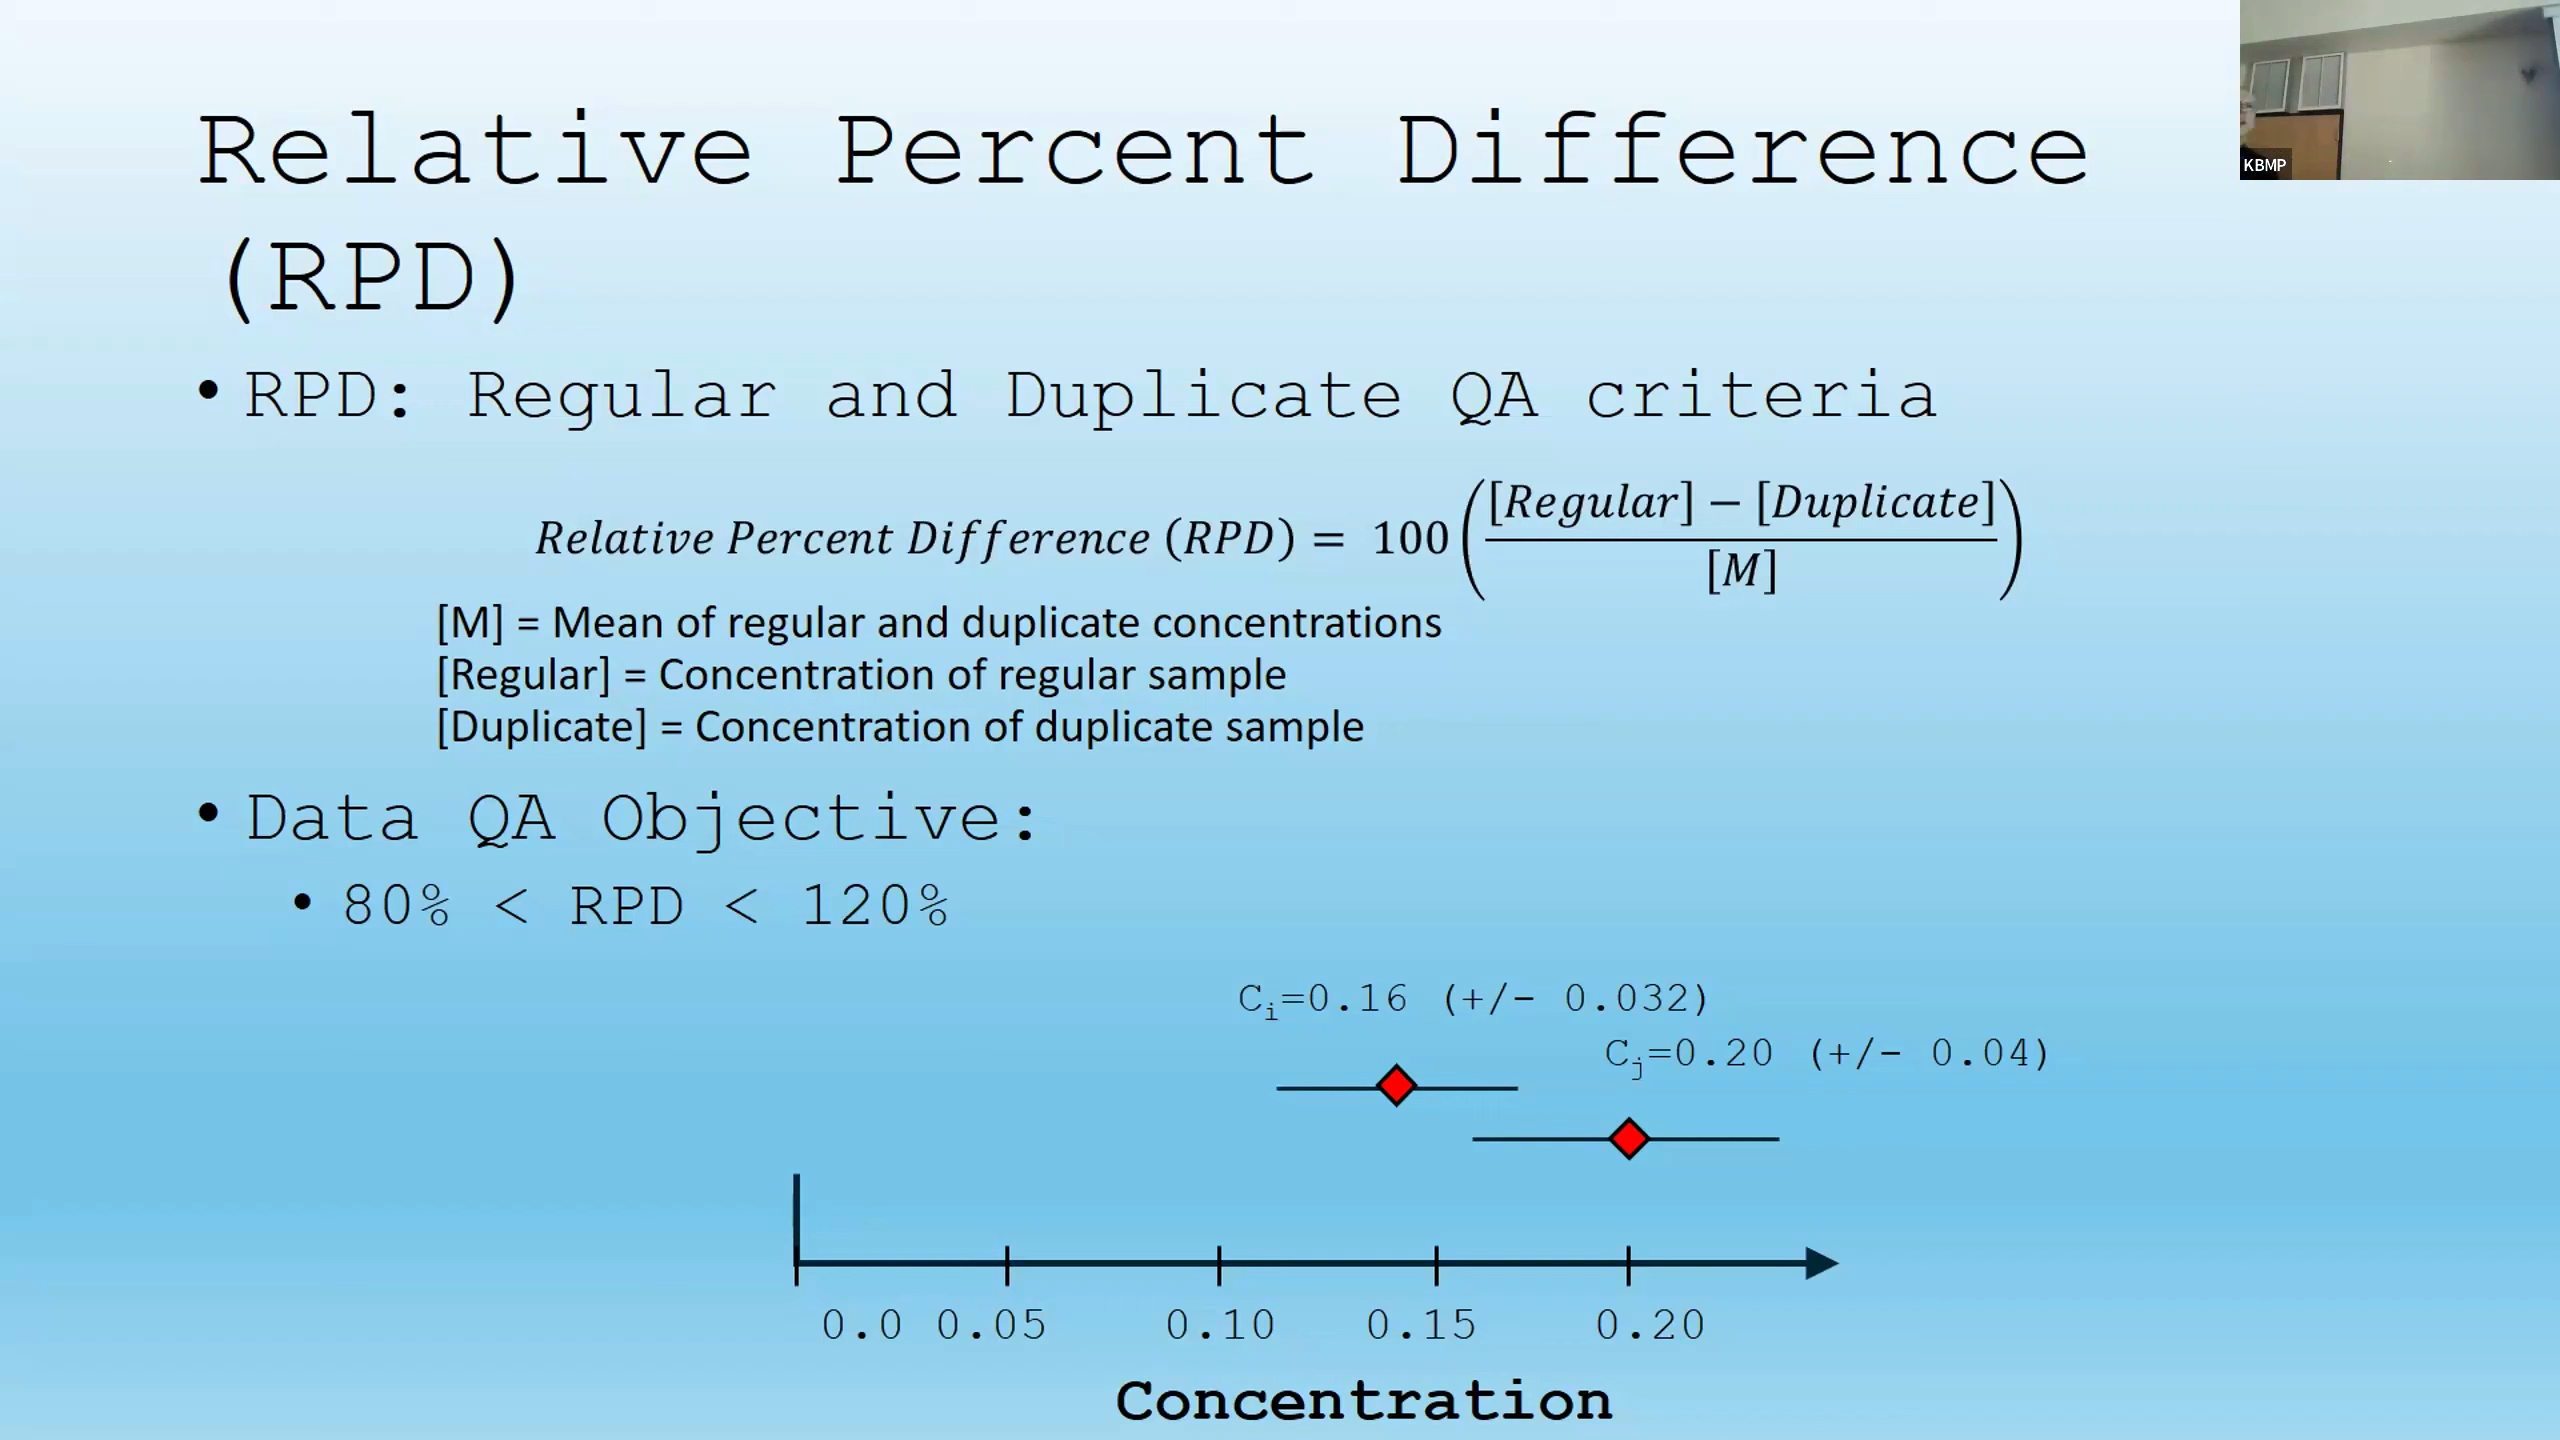 Relative Percent Difference
(RPD)
KBMP
• RPD: Regular and Duplicate QA criteria
Relative Percent Difference (RPD) = 100 ([Regular] − [Duplicate] / [M])
[M] = Mean of regular and duplicate concentrations
[Regular] = Concentration of regular sample
[Duplicate] = Concentration of duplicate sample
• Data QA Objective:
• 80% < RPD < 120%
Ci=0.16 (+/- 0.032)
Cj=0.20 (+/- 0.04)
0.0 0.05 0.10 0.15 0.20
Concentration